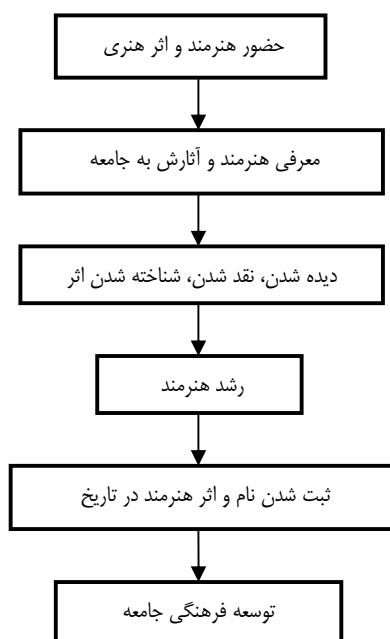 حضور هنرمند و اثر هنری
معرفی هنرمند و آثارش به جامعه
دیده شدن، نقد شدن، شناخته شدن اثر
رشد هنرمند
ثبت شدن نام و اثر هنرمند در تاریخ
توسعه فرهنگی جامعه